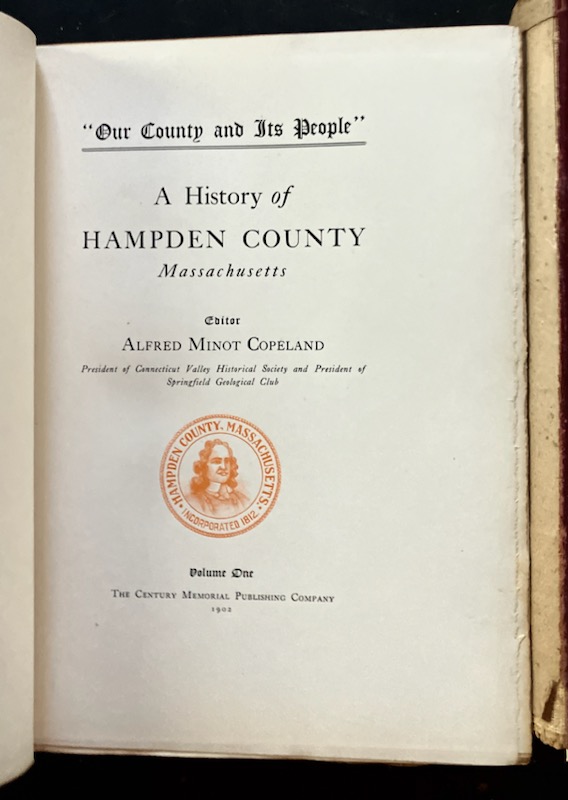 "Our County and Its People"
A History of
HAMPDEN COUNTY
Massachusetts
Editor
ALFRED MINOT COPELAND
President of Connecticut Valley Historical Society and President of
Springfield Geological Club
HAMPDEN COUNTY, MASSACHUSETTS.
INCORPORATED 1812.
Volume One
THE CENTURY MEMORIAL PUBLISHING COMPANY
1902